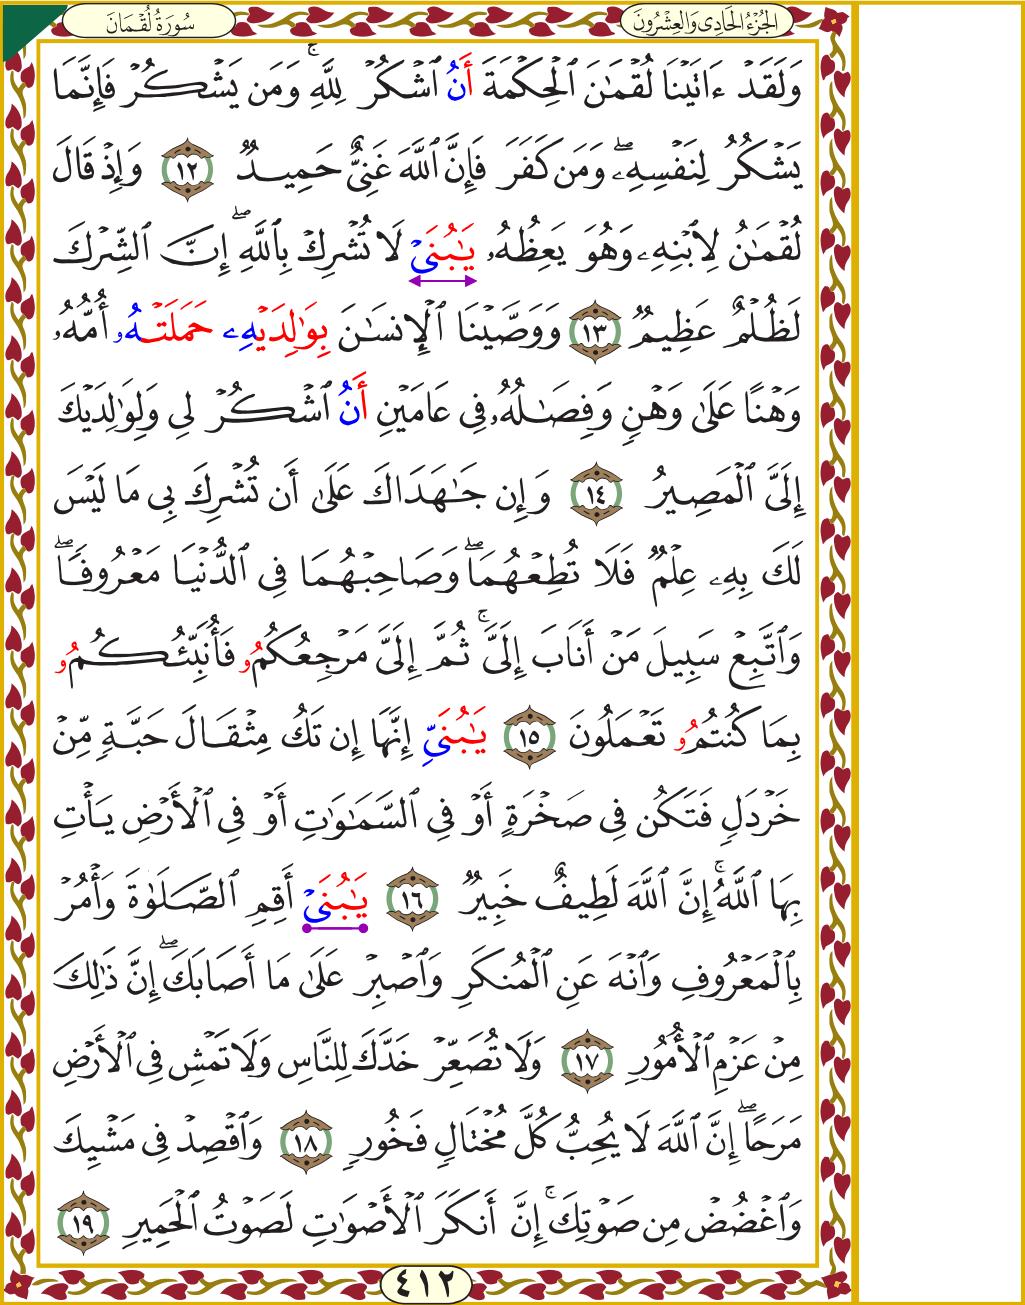 الجُزْءُ الحَادِى وَالعِشْرُونَ
سُورَةُ لُقْمَانَ
وَلَقَدْ ءَاتَيْنَا لُقْمَٰنَ ٱلْحِكْمَةَ أَنُ ٱشْكُرْ لِلَّهِۚ وَمَن يَشْكُرْ فَإِنَّمَا
يَشْكُرُ لِنَفْسِهِۦۖ وَمَن كَفَرَ فَإِنَّ ٱللَّهَ غَنِىٌّ حَمِيدٌ ١٢ وَإِذْ قَالَ
لُقْمَٰنُ لِٱبْنِهِۦ وَهُوَ يَعِظُهُۥ يَٰبُنَىْ لَا تُشْرِكْ بِٱللَّهِۖ إِنَّ ٱلشِّرْكَ
لَظُلْمٌ عَظِيمٌ ١٣ وَوَصَّيْنَا ٱلْإِنسَٰنَ بِوَٰلِدَيْهِۦ حَمَلَتْهُۥ أُمُّهُۥ
وَهْنًا عَلَىٰ وَهْنٍ وَفِصَٰلُهُۥ فِى عَامَيْنِ أَنُ ٱشْكُرْ لِى وَلِوَٰلِدَيْكَ
إِلَىَّ ٱلْمَصِيرُ ١٤ وَإِن جَٰهَدَاكَ عَلَىٰ أَن تُشْرِكَ بِى مَا لَيْسَ
لَكَ بِهِۦ عِلْمٌ فَلَا تُطِعْهُمَاۖ وَصَاحِبْهُمَا فِى ٱلدُّنْيَا مَعْرُوفًاۖ
وَٱتَّبِعْ سَبِيلَ مَنْ أَنَابَ إِلَىَّۚ ثُمَّ إِلَىَّ مَرْجِعُكُمُۥ فَأُنَبِّئُكُمُۥ
بِمَا كُنتُمُۥ تَعْمَلُونَ ١٥ يَٰبُنَىِّ إِنَّهَا إِن تَكُ مِثْقَالَ حَبَّةٍ مِّنْ
خَرْدَلٍ فَتَكُن فِى صَخْرَةٍ أَوْ فِى ٱلسَّمَٰوَٰتِ أَوْ فِى ٱلْأَرْضِ يَأْتِ
بِهَا ٱللَّهُۚ إِنَّ ٱللَّهَ لَطِيفٌ خَبِيرٌ ١٦ يَٰبُنَىْ أَقِمِ ٱلصَّلَوٰةَ وَأْمُرْ
بِٱلْمَعْرُوفِ وَٱنْهَ عَنِ ٱلْمُنكَرِ وَٱصْبِرْ عَلَىٰ مَا أَصَابَكَۖ إِنَّ ذَٰلِكَ
مِنْ عَزْمِ ٱلْأُمُورِ ١٧ وَلَا تُصَعِّرْ خَدَّكَ لِلنَّاسِ وَلَا تَمْشِ فِى ٱلْأَرْضِ
مَرَحًاۖ إِنَّ ٱللَّهَ لَا يُحِبُّ كُلَّ مُخْتَالٍ فَخُورٍ ١٨ وَٱقْصِدْ فِى مَشْيِكَ
وَٱغْضُضْ مِن صَوْتِكَۚ إِنَّ أَنكَرَ ٱلْأَصْوَٰتِ لَصَوْتُ ٱلْحَمِيرِ ١٩
٤١٢